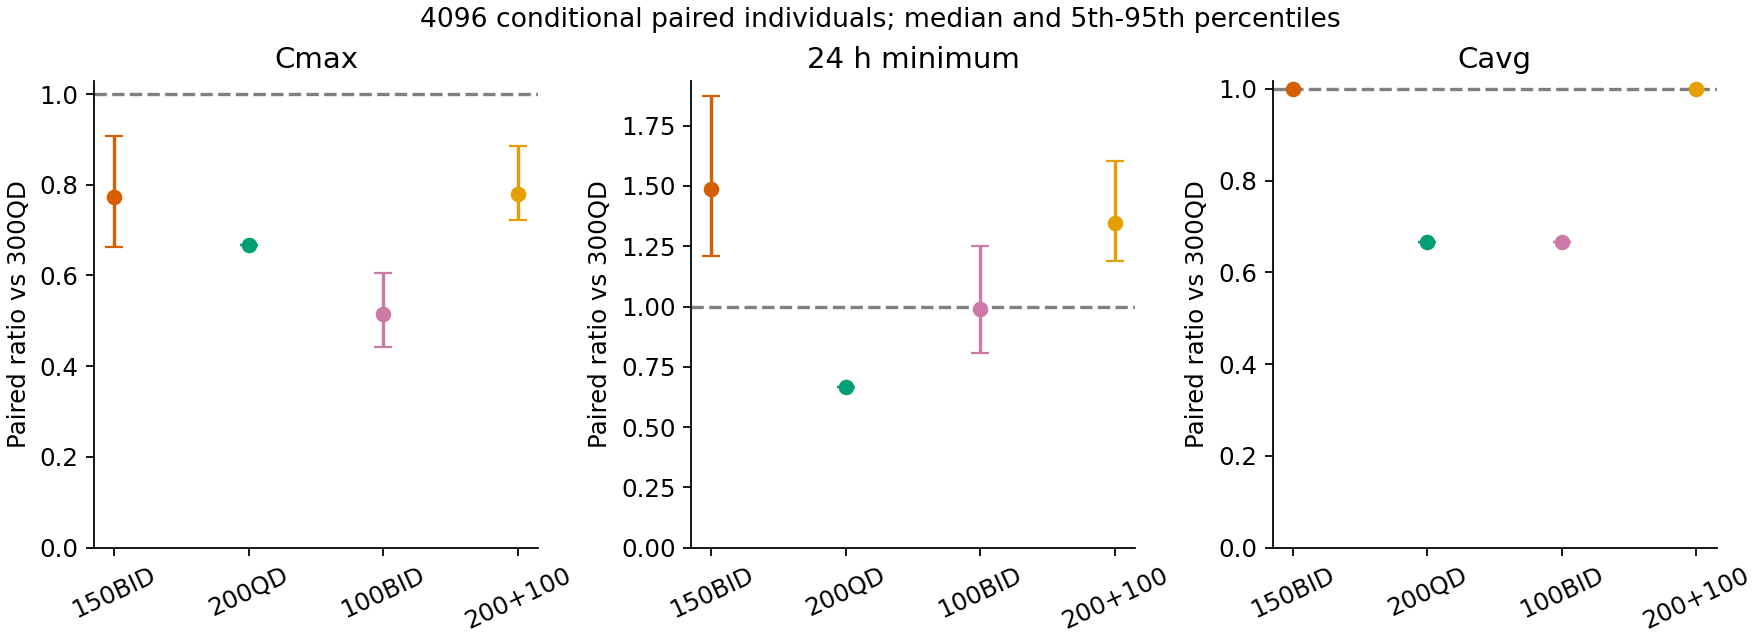 4096 conditional paired individuals; median and 5th-95th percentiles
Cmax
Paired ratio vs 300QD
1.0
0.8
0.6
0.4
0.2
0.0
150BID
200QD
100BID
200+100
24 h minimum
Paired ratio vs 300QD
1.75
1.50
1.25
1.00
0.75
0.50
0.25
0.00
150BID
200QD
100BID
200+100
Cavg
Paired ratio vs 300QD
1.0
0.8
0.6
0.4
0.2
0.0
150BID
200QD
100BID
200+100